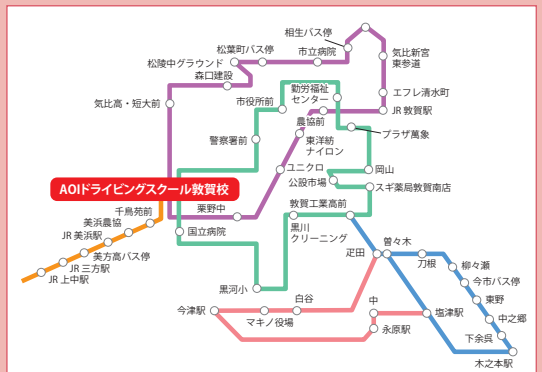 相生バス停
松葉町バス停
市立病院
松陵中グラウンド
気比新宮
東参道
森口建設
勤労福祉
センター
エフレ清水町
気比高・短大前
市役所前
JR 敦賀駅
農協前
プラザ萬象
警察署前
東洋紡
ナイロン
ユニクロ
岡山
公設市場
スギ薬局敦賀南店
AOIドライビングスクール敦賀校
千鳥苑前
栗野中
敦賀工業高前
美浜農協
JR 美浜駅
国立病院
黒川
クリーニング
曽々木
美方高バス停
疋田
刀根
柳々瀬
JR 三方駅
JR 上中駅
今市バス停
黒河小
白谷
中
東野
今津駅
塩津駅
中之郷
マキノ役場
永原駅
下余呉
木之本駅